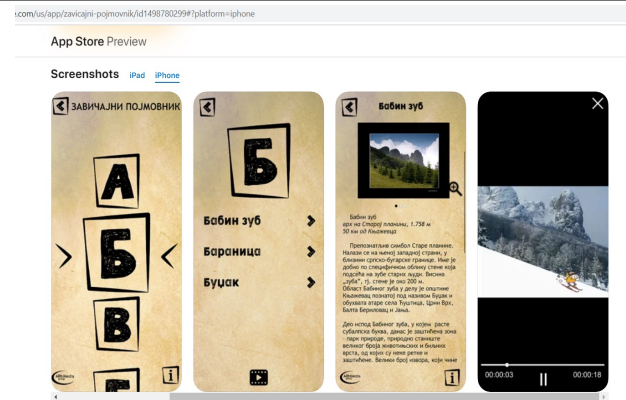 e.com/us/app/zavicajni-pojmovnik/id1498780299#?platform=iphone
App Store Preview
Screenshots iPad iPhone
ЗАВИЧАЈНИ ПОЈМОВНИК
А
Б
В
Б
i
Б
Бабин зуб
Бараница
Буџак
Бабин зуб
Бабин зуб
врх на Старој планини, 1.758 м
50 км од Књажевца
Препознатљив симбол Старе планине.
Налази се на њеној западној страни, у
близини српско-бугарске границе. Име је
добио по специфичном облику стене која
подсећа на зубе старих људи. Висина
„зуба", тј. стене је око 200 м.
Област Бабиног зуба у делу је општине
Књажевац познатој под називом Буџак и
обухвата атаре села Ћуштица, Црни Врх,
Балта Бериловац и Јања.
Део испод Бабиног зуба, у којем расте
субалпска буква, данас је заштићена зона
- парк природе, природно станиште
великог броја животињских и биљних
врста, од којих су неке ретке и
заштићене. Велики број извора, који чине
i
00:00:03
00:00:18